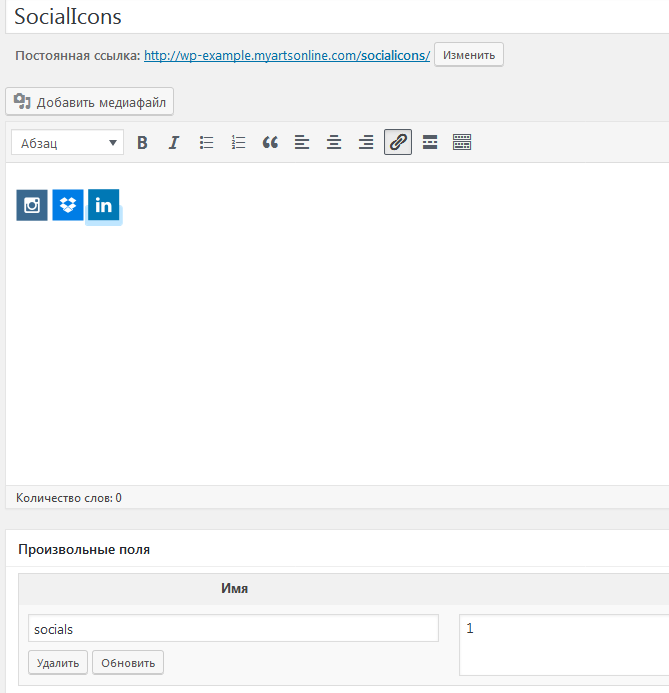 SocialIcons
Постоянная ссылка: http://wp-example.myartsonline.com/socialicons/ Изменить
Добавить медиафайл
Абзац B I
in
Количество слов: 0
Произвольные поля
Имя
socials 1
Удалить Обновить